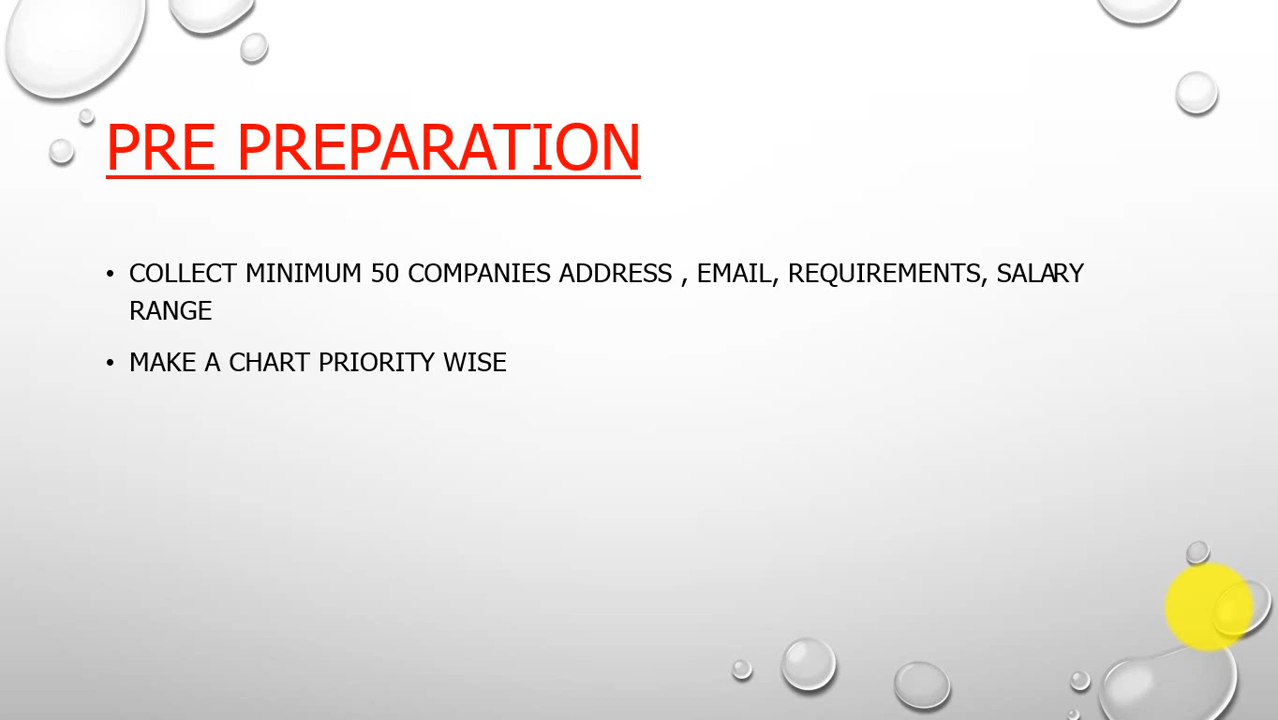 PRE PREPARATION
• COLLECT MINIMUM 50 COMPANIES ADDRESS , EMAIL, REQUIREMENTS, SALARY
RANGE
• MAKE A CHART PRIORITY WISE